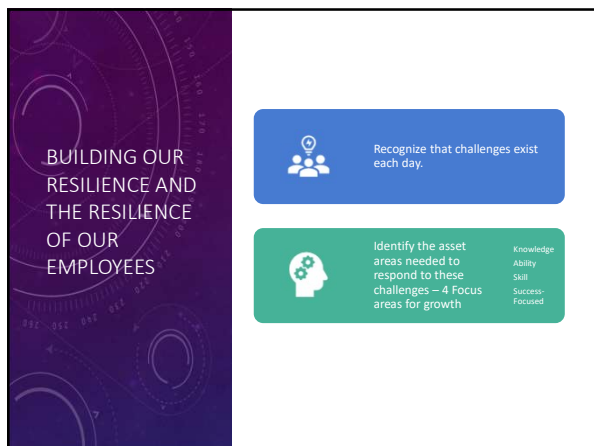 BUILDING OUR
RESILIENCE AND
THE RESILIENCE
OF OUR
EMPLOYEES
Recognize that challenges exist
each day.
Identify the asset
areas needed to
respond to these
challenges – 4 Focus
areas for growth
Knowledge
Ability
Skill
Success-
Focused